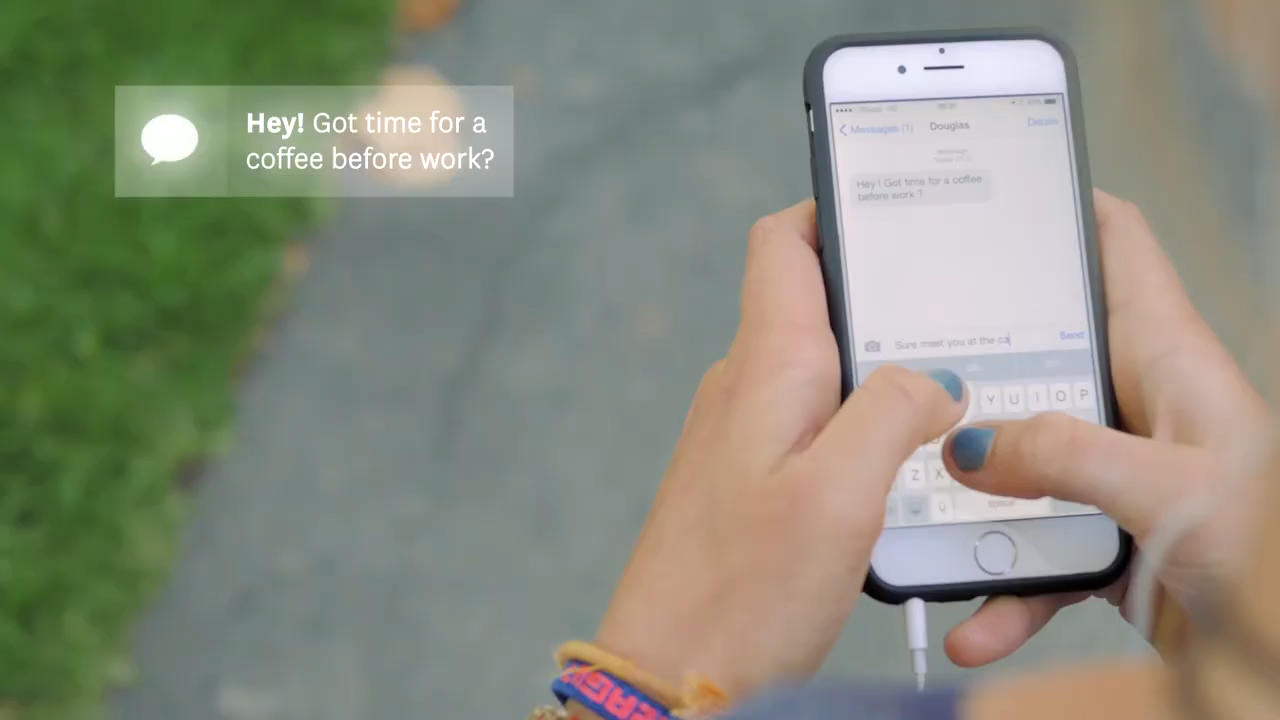 Hey! Got time for a
coffee before work?
Messages (1)
Douglas
Details
Hey ! Got time for a coffee
before work ?
Sure meet you at the ca
Send
Y U I O P
Z X
space